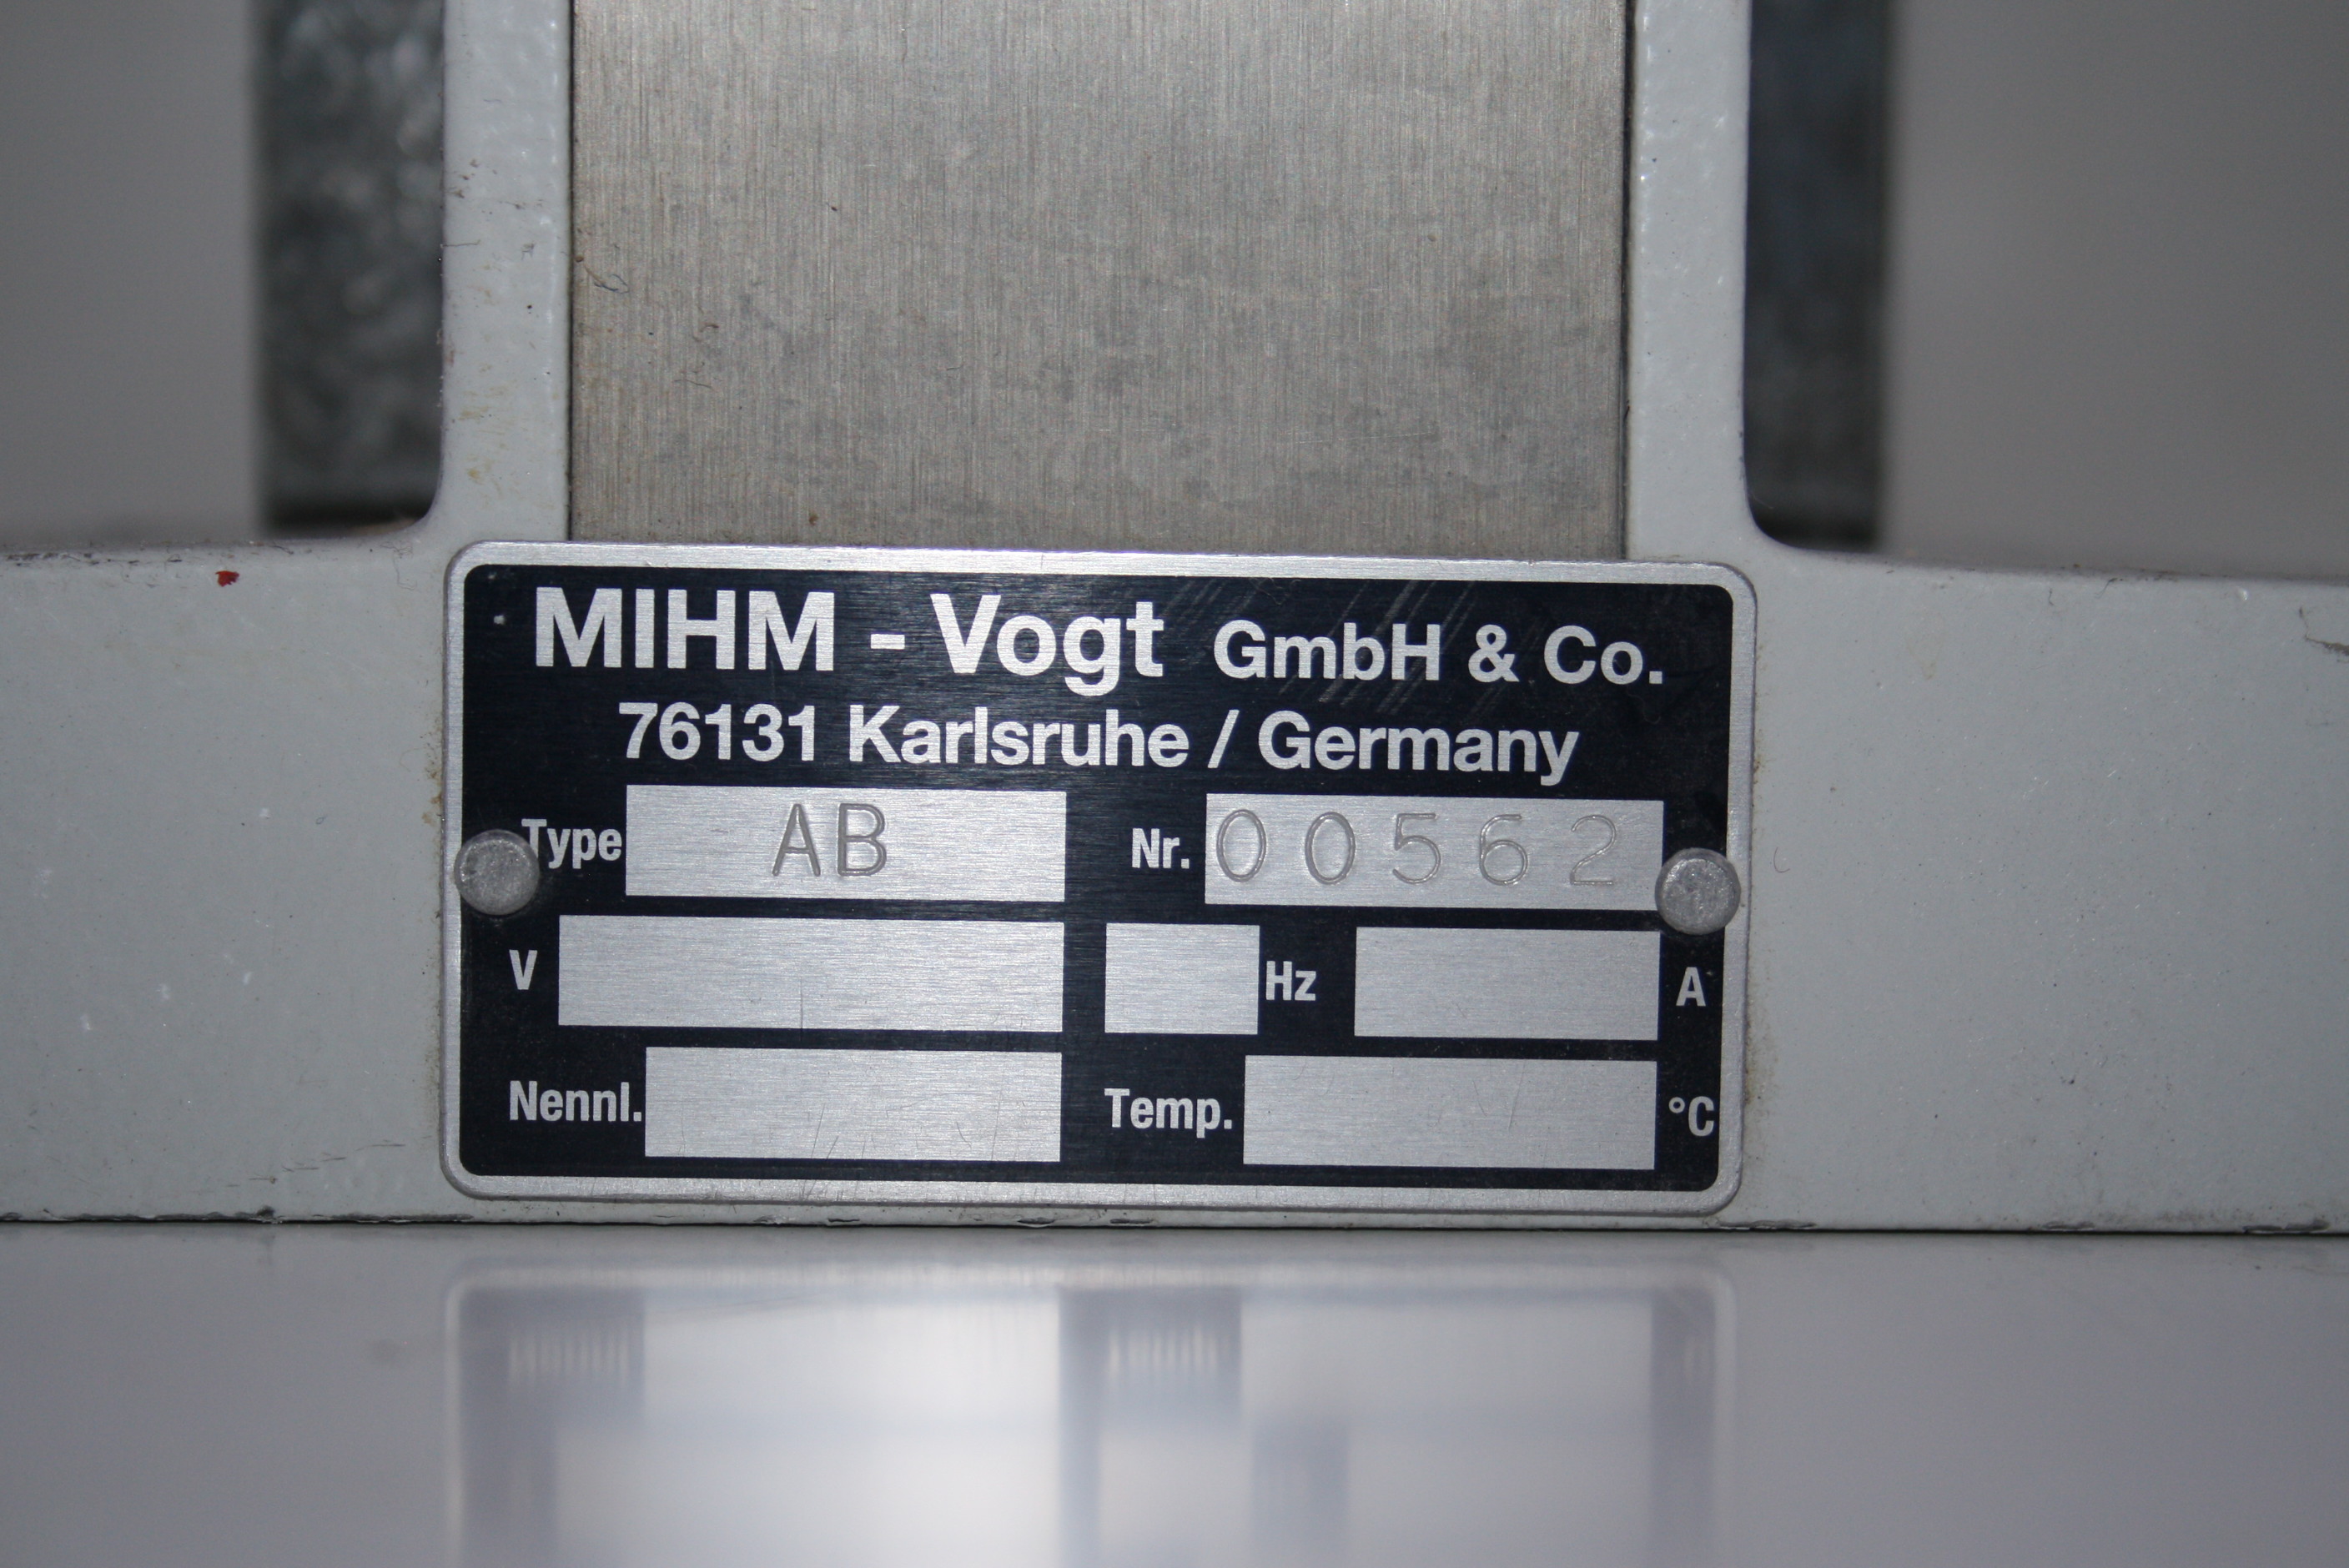 MIHM - Vogt GmbH & Co.
76131 Karlsruhe / Germany
Type AB Nr. 00562
V Hz A
Nennl. Temp. °C